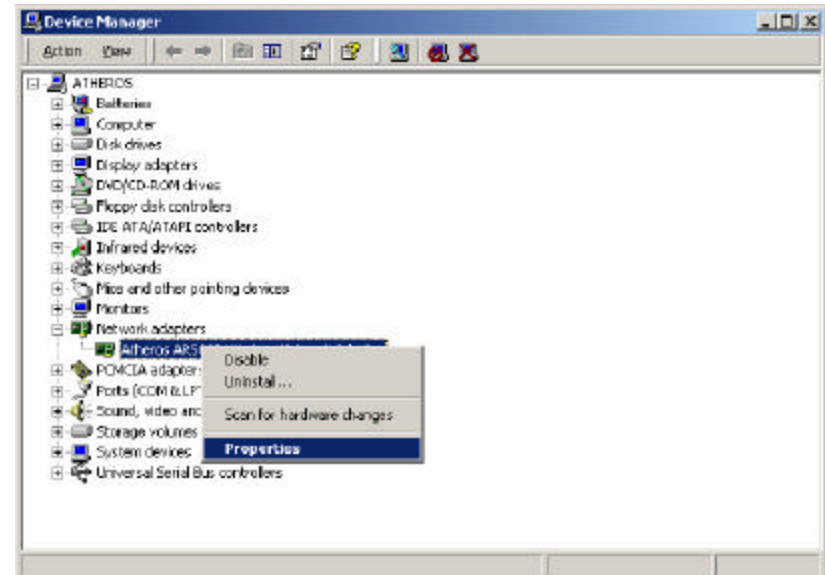 Device Manager
Action View
ATHEROS
Batteries
Computer
Disk drives
Display adapters
DVD/CD-ROM drives
Floppy disk controllers
IDE ATA/ATAPI controllers
Infrared devices
Keyboards
Mice and other pointing devices
Monitors
Network adapters
Atheros AR5
Disable
PCMCIA adapter
Uninstall...
Ports (COM & LPT
Sound, video and
Scan for hardware changes
Storage volumes
System devices
Properties
Universal Serial Bus controllers